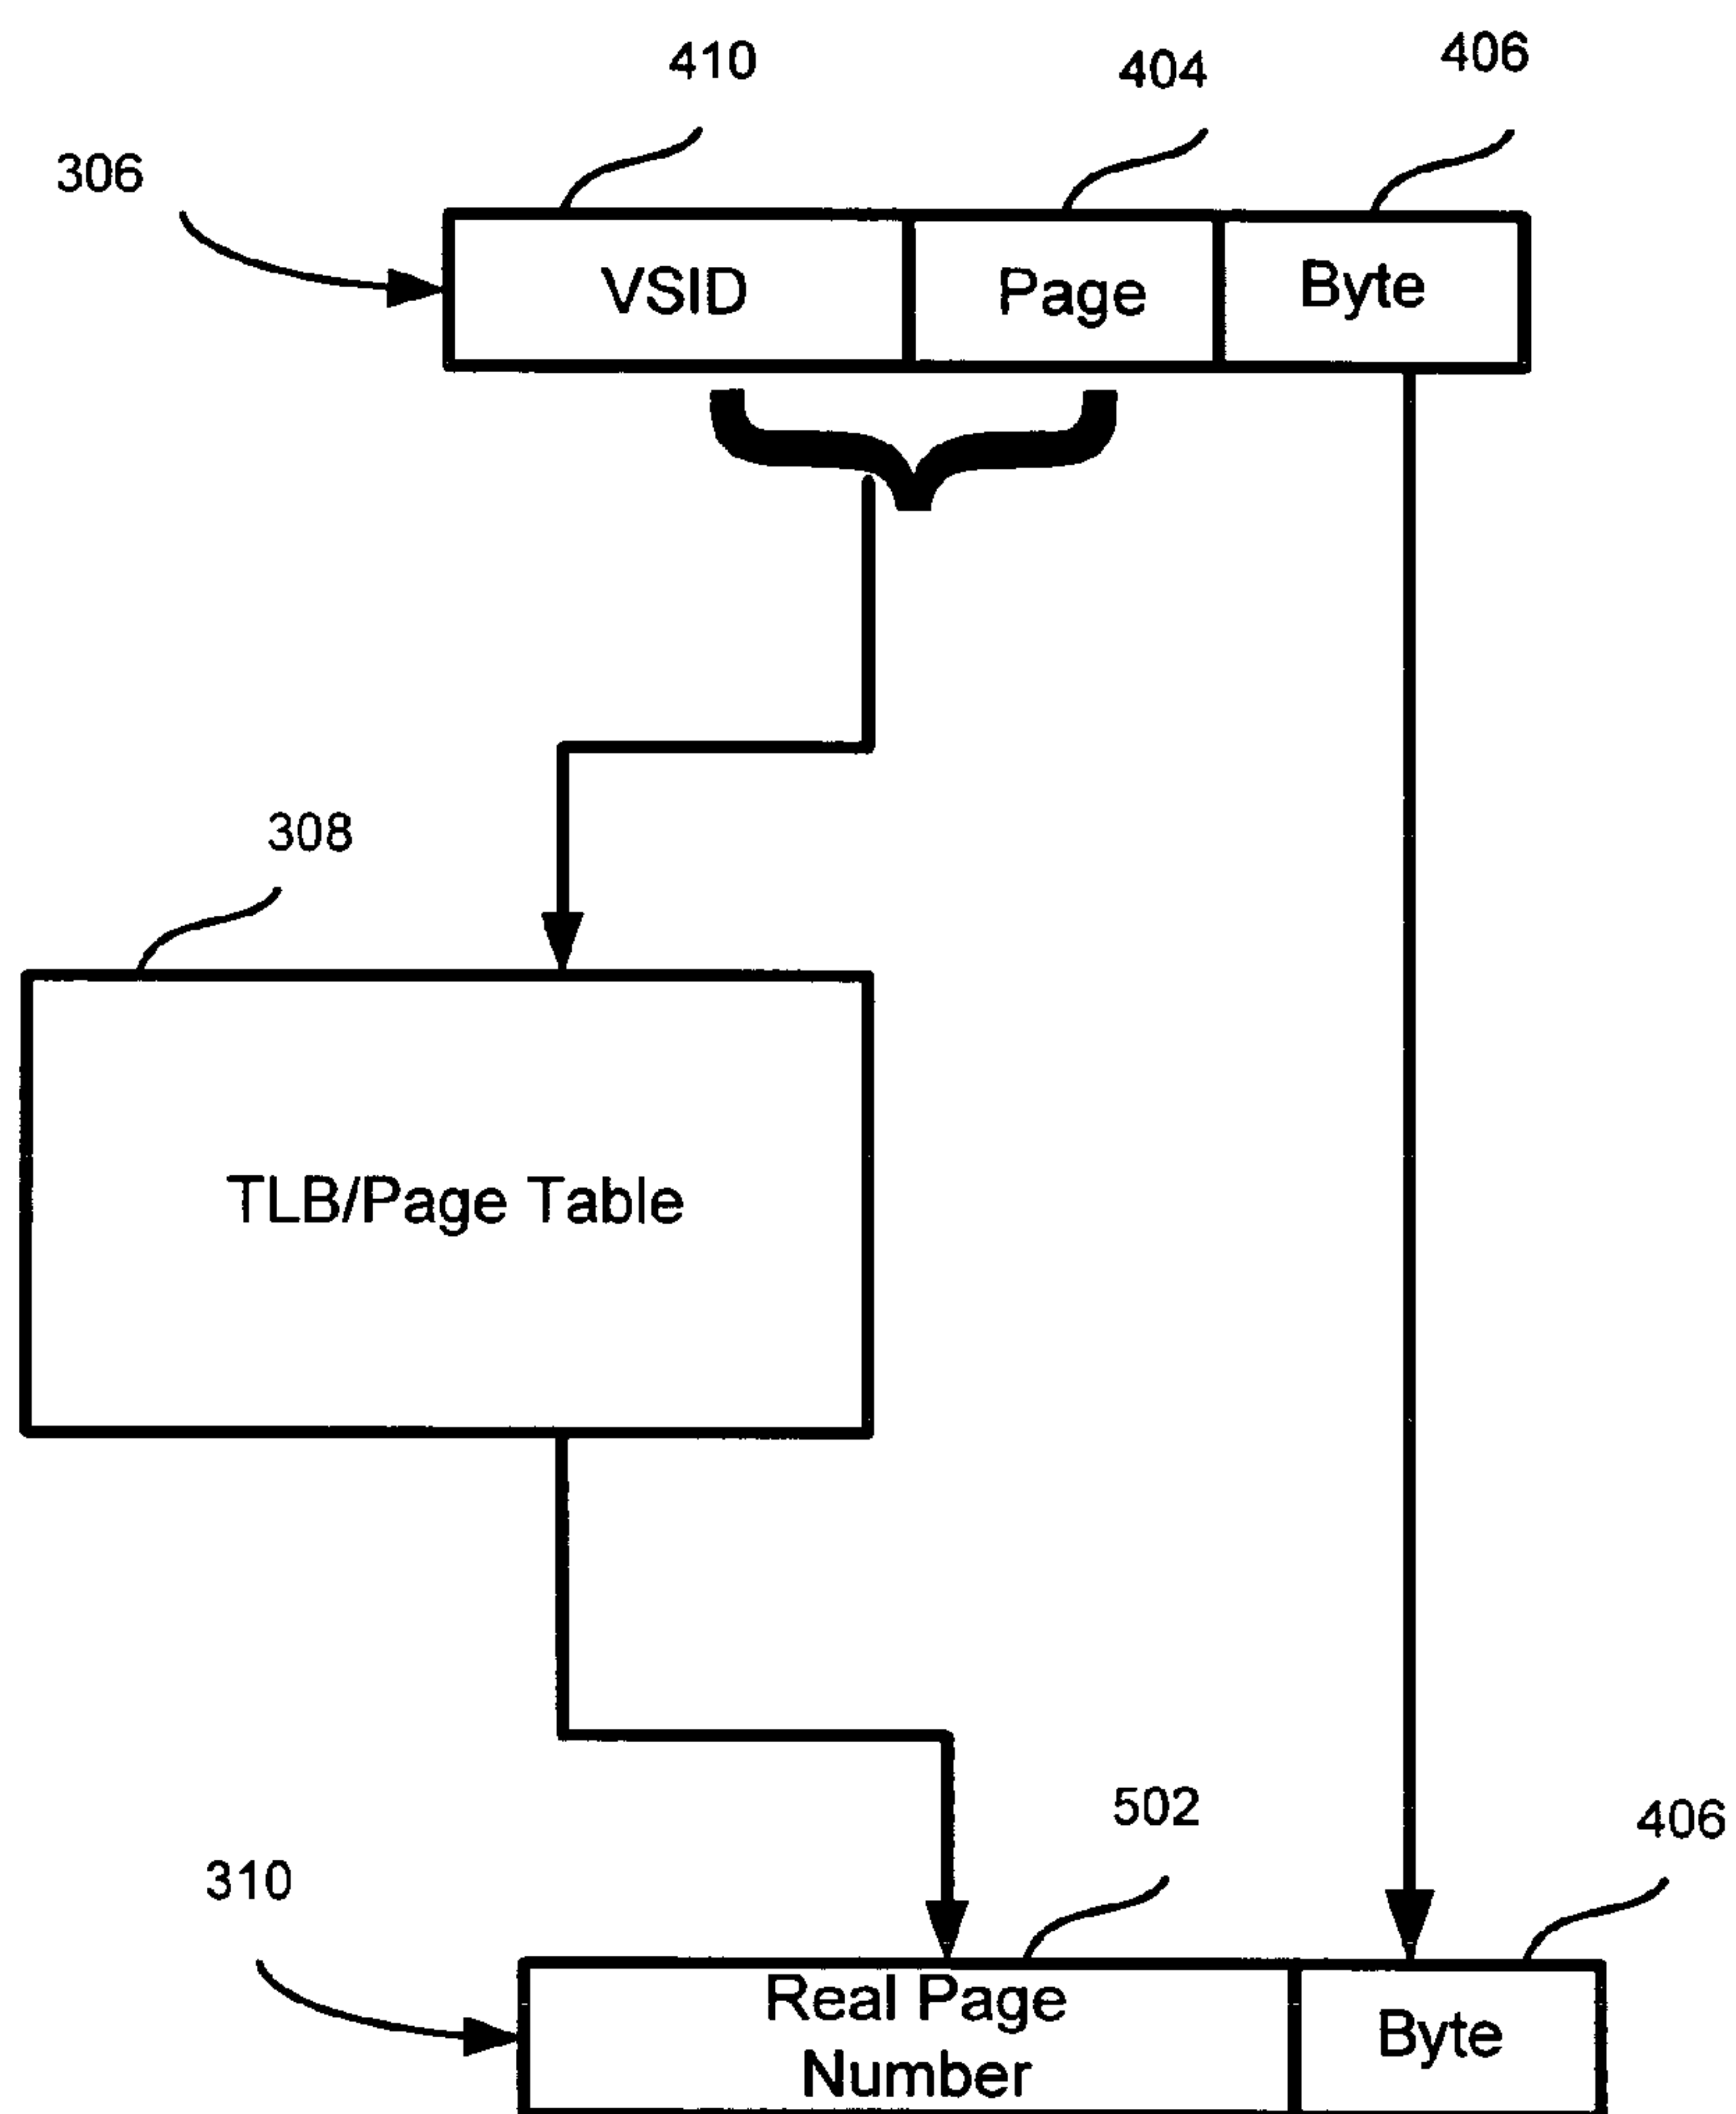 410
404
406
306
VSID
Page
Byte
308
TLB/Page Table
502
406
310
Real Page
Number
Byte